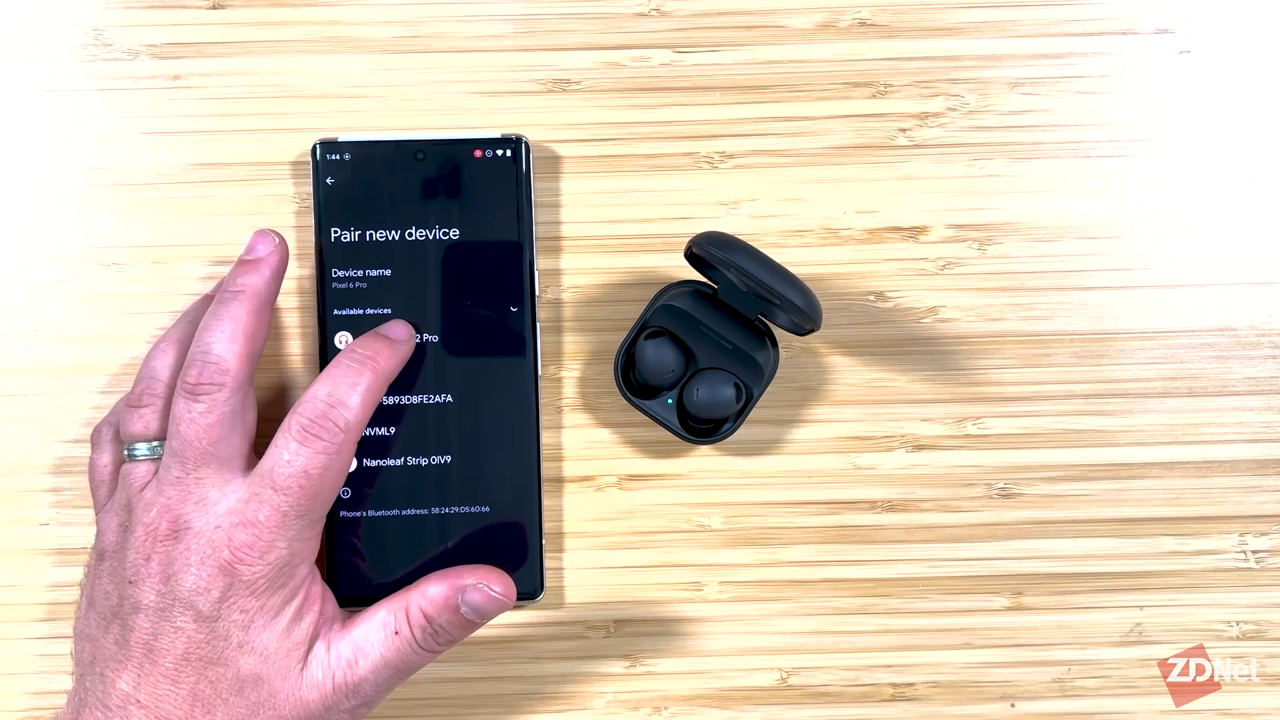 1:44
Pair new device
Device name
Pixel 6 Pro
Available devices
2 Pro
-5893D8FE2AFA
NVML9
Nanoleaf Strip 01V9
Phone's Bluetooth address: 58:24:29:D5:60:66
ZDNet